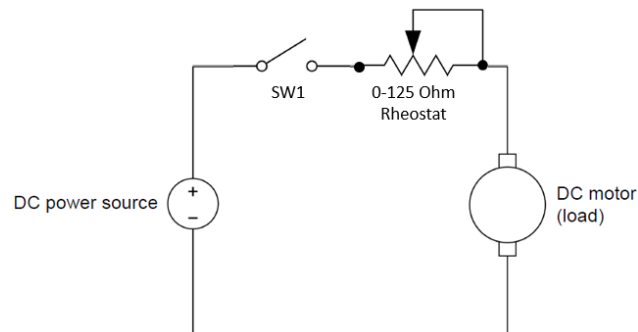 SW1
0-125 Ohm
Rheostat
DC power source
+
−
DC motor
(load)